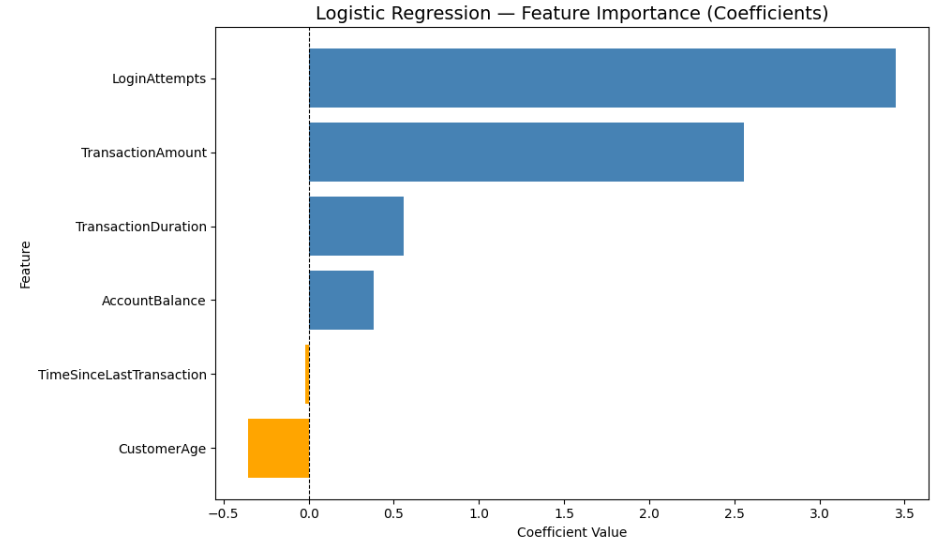 Logistic Regression — Feature Importance (Coefficients)
LoginAttempts
TransactionAmount
TransactionDuration
AccountBalance
TimeSinceLastTransaction
CustomerAge
Feature
−0.5 0.0 0.5 1.0 1.5 2.0 2.5 3.0 3.5
Coefficient Value